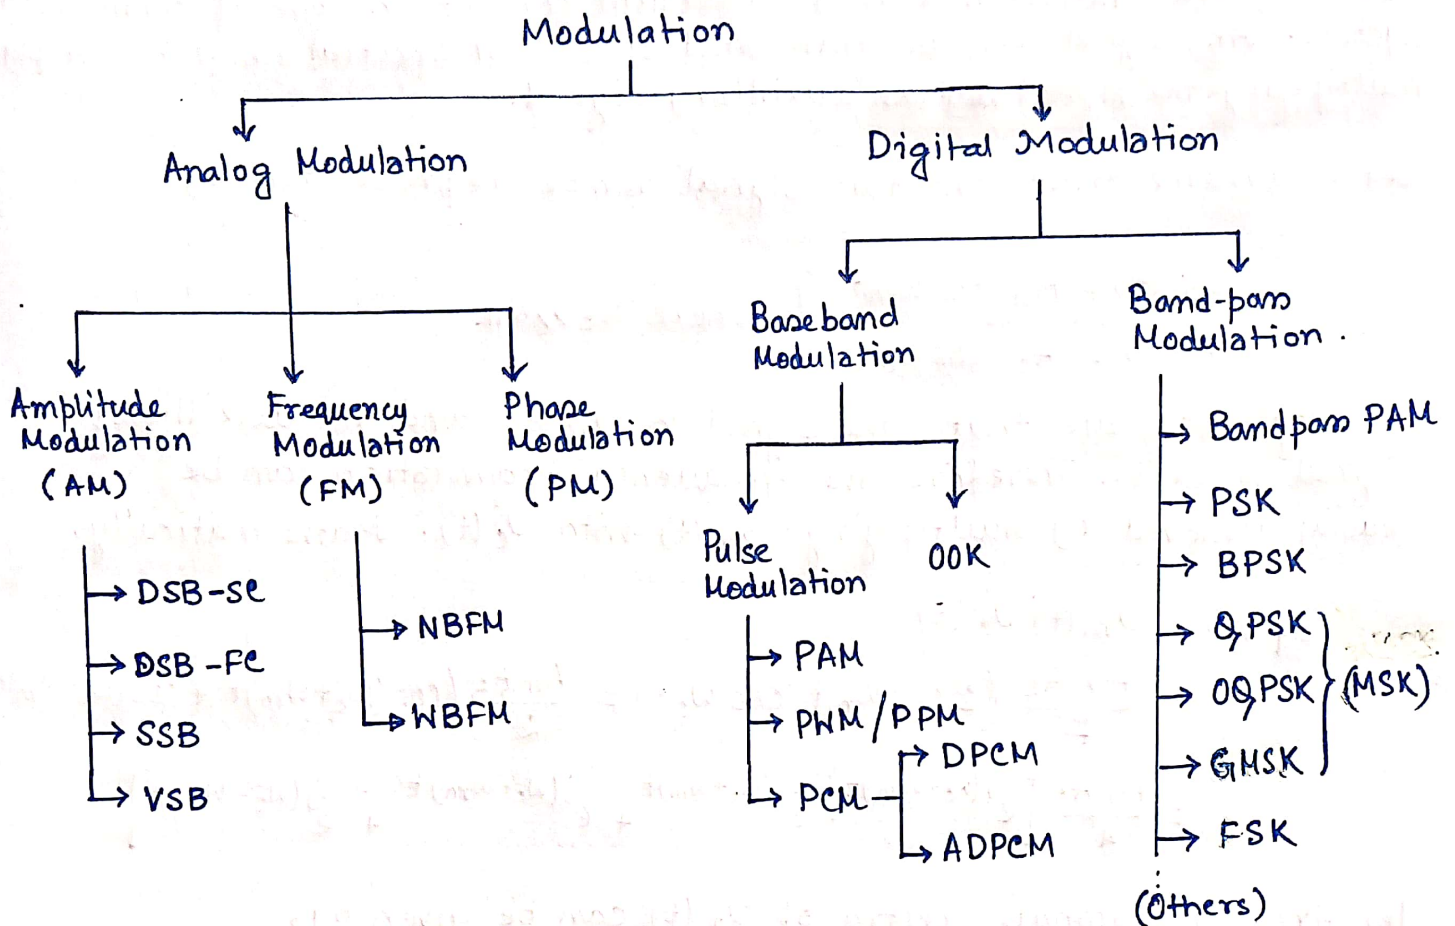 Modulation
Analog Modulation
Digital Modulation
Amplitude
Modulation
(AM)
Frequency
Modulation
(FM)
Phase
Modulation
(PM)
Baseband
Modulation
Band-pass
Modulation.
DSB-SC
DSB-FC
SSB
VSB
NBFM
WBFM
Pulse
Modulation
OOK
PAM
PWM/PPM
PCM
DPCM
ADPCM
Bandpass PAM
PSK
BPSK
QPSK
OQPSK
GMSK
(MSK)
FSK
(Others)